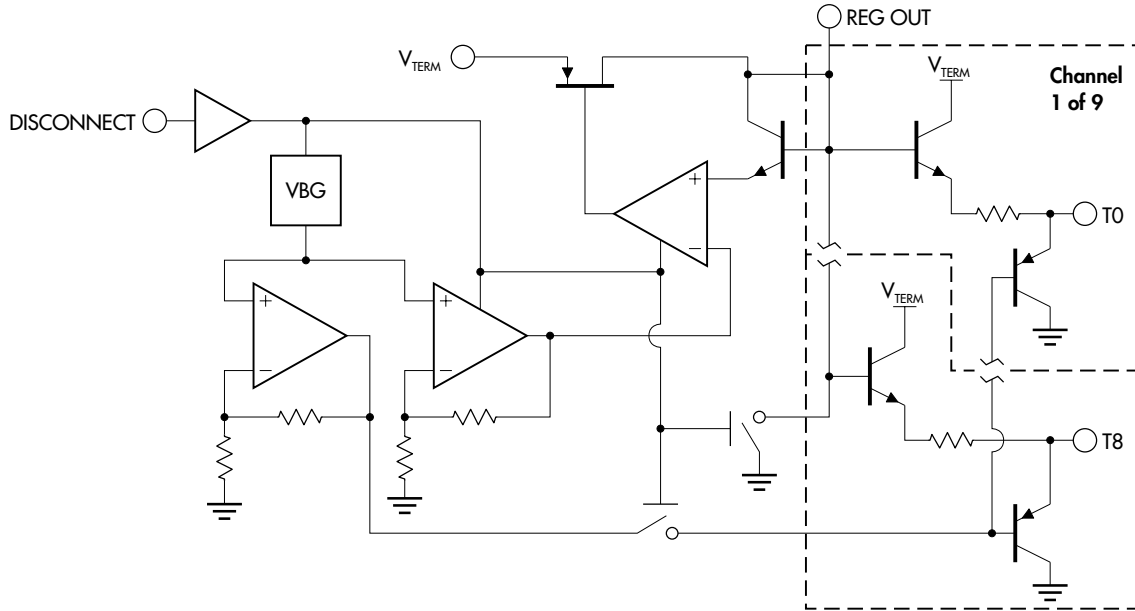 REG OUT
VTERM
VTERM
Channel
1 of 9
DISCONNECT
VBG
+
−
T0
+
−
+
−
VTERM
T8